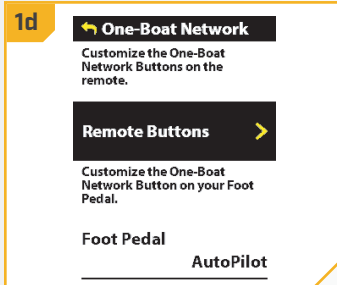 1d
One-Boat Network
Customize the One-Boat
Network Buttons on the
remote.
Remote Buttons
Customize the One-Boat
Network Button on your Foot
Pedal.
Foot Pedal
AutoPilot